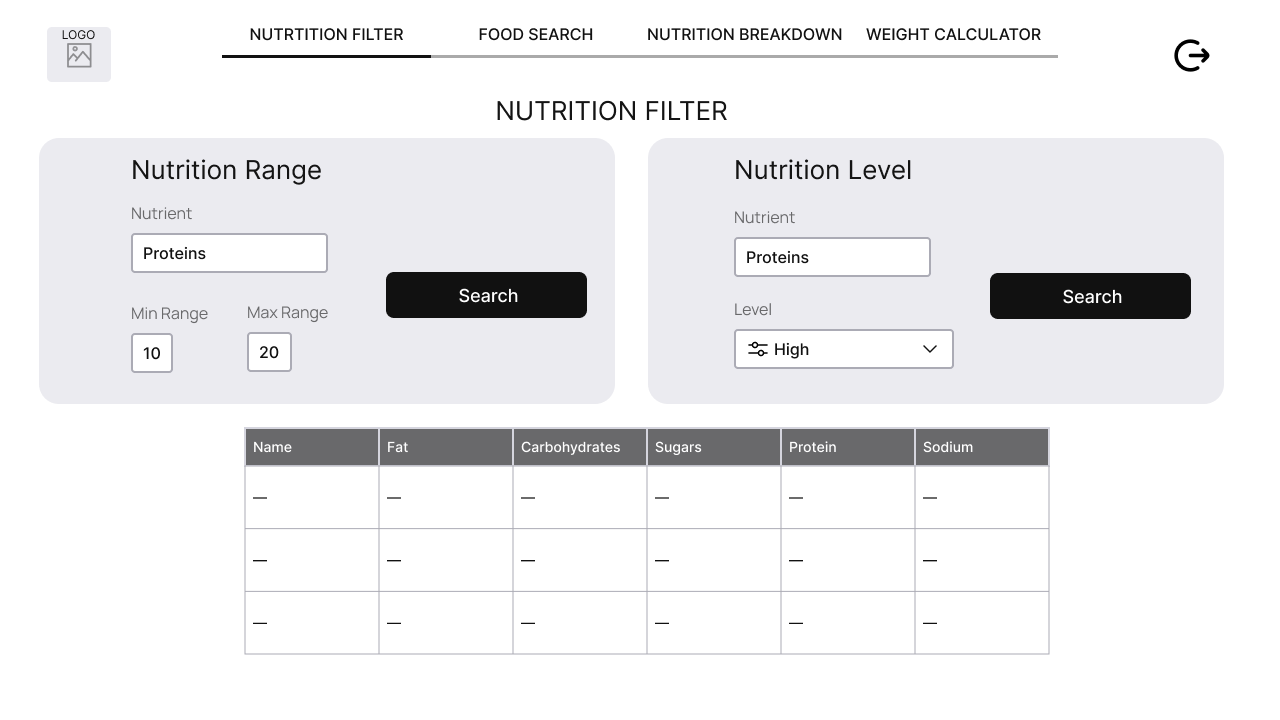 LOGO
NUTRTITION FILTER FOOD SEARCH NUTRITION BREAKDOWN WEIGHT CALCULATOR
NUTRITION FILTER
Nutrition Range
Nutrient
Proteins
Min Range Max Range
10 20
Search
Nutrition Level
Nutrient
Proteins
Level
High
Search
Name Fat Carbohydrates Sugars Protein Sodium
— — — — — —
— — — — — —
— — — — — —